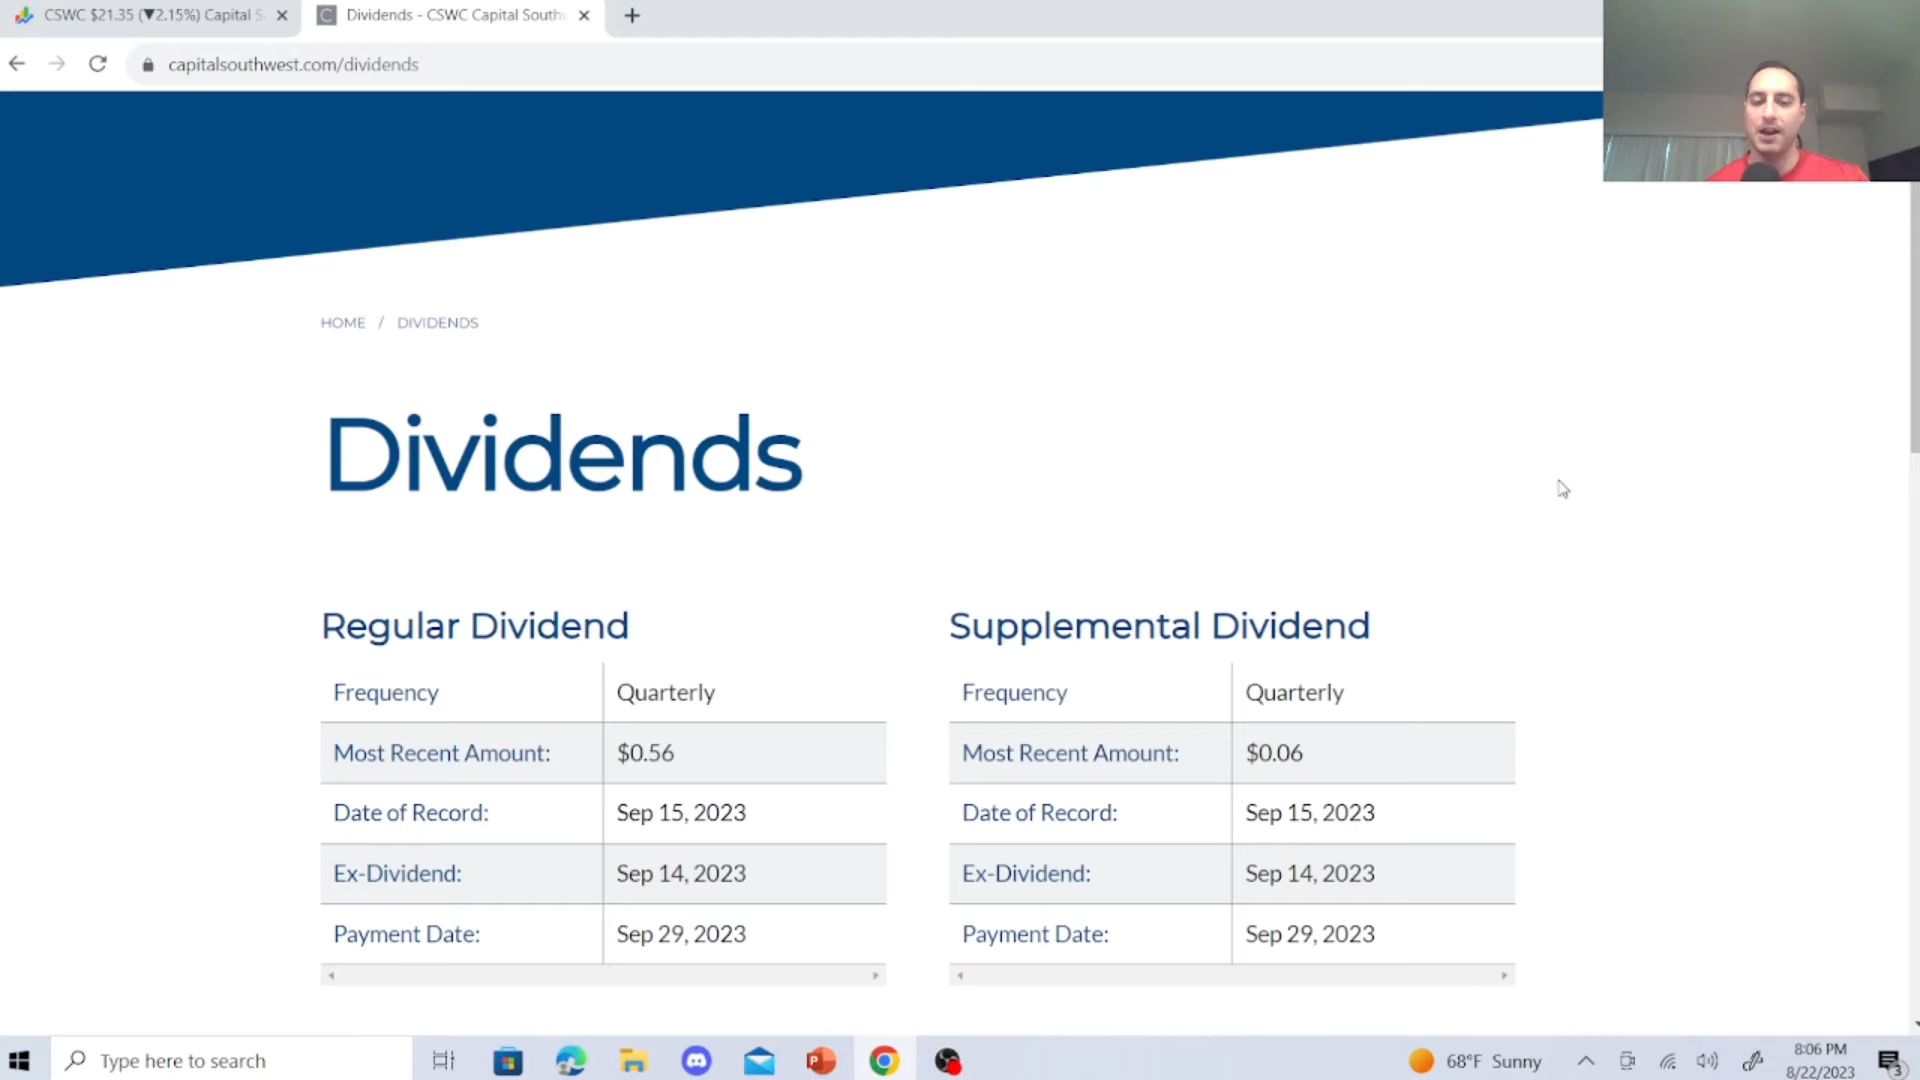 CSWC $21.35 (▼2.15%) Capital S
Dividends - CSWC Capital Southw
capitalsouthwest.com/dividends
HOME / DIVIDENDS
Dividends
Regular Dividend
Frequency Quarterly
Most Recent Amount: $0.56
Date of Record: Sep 15, 2023
Ex-Dividend: Sep 14, 2023
Payment Date: Sep 29, 2023
Supplemental Dividend
Frequency Quarterly
Most Recent Amount: $0.06
Date of Record: Sep 15, 2023
Ex-Dividend: Sep 14, 2023
Payment Date: Sep 29, 2023
Type here to search
68°F Sunny
8:06 PM
8/22/2023
3